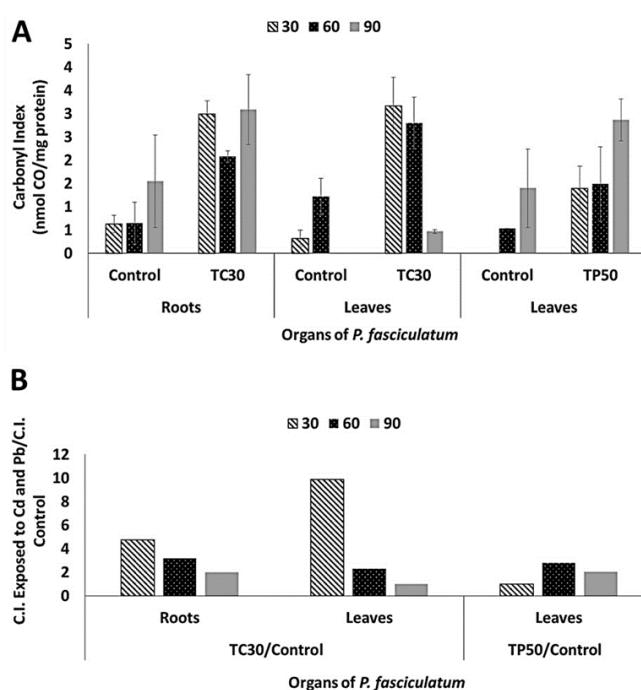 A
30 60 90
Carbonyl Index
(nmol CO/mg protein)
5
4
4
3
3
2
2
1
1
0
Control TC30 Control TC30 Control TP50
Roots Leaves Leaves
Organs of P. fasciculatum
B
30 60 90
C.I. Exposed to Cd and Pb/C.I.
Control
12
10
8
6
4
2
0
Roots Leaves Leaves
TC30/Control TP50/Control
Organs of P. fasciculatum